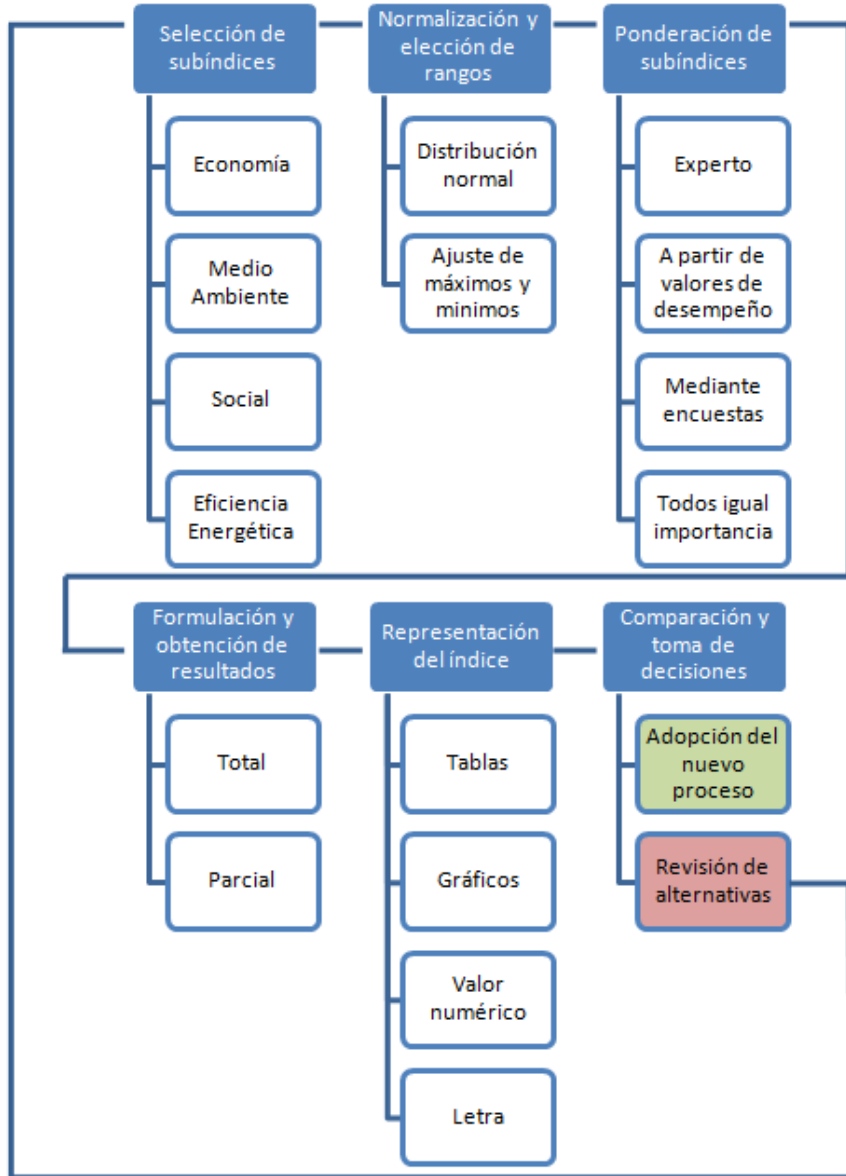 Selección de
subíndices
Economía
Medio
Ambiente
Social
Eficiencia
Energética
Normalización y
elección de
rangos
Distribución
normal
Ajuste de
máximos y
minimos
Ponderación de
subíndices
Experto
A partir de
valores de
desempeño
Mediante
encuestas
Todos igual
importancia
Formulación y
obtención de
resultados
Total
Parcial
Representación
del índice
Tablas
Gráficos
Valor
numérico
Letra
Comparación y
toma de
decisiones
Adopción del
nuevo
proceso
Revisión de
alternativas